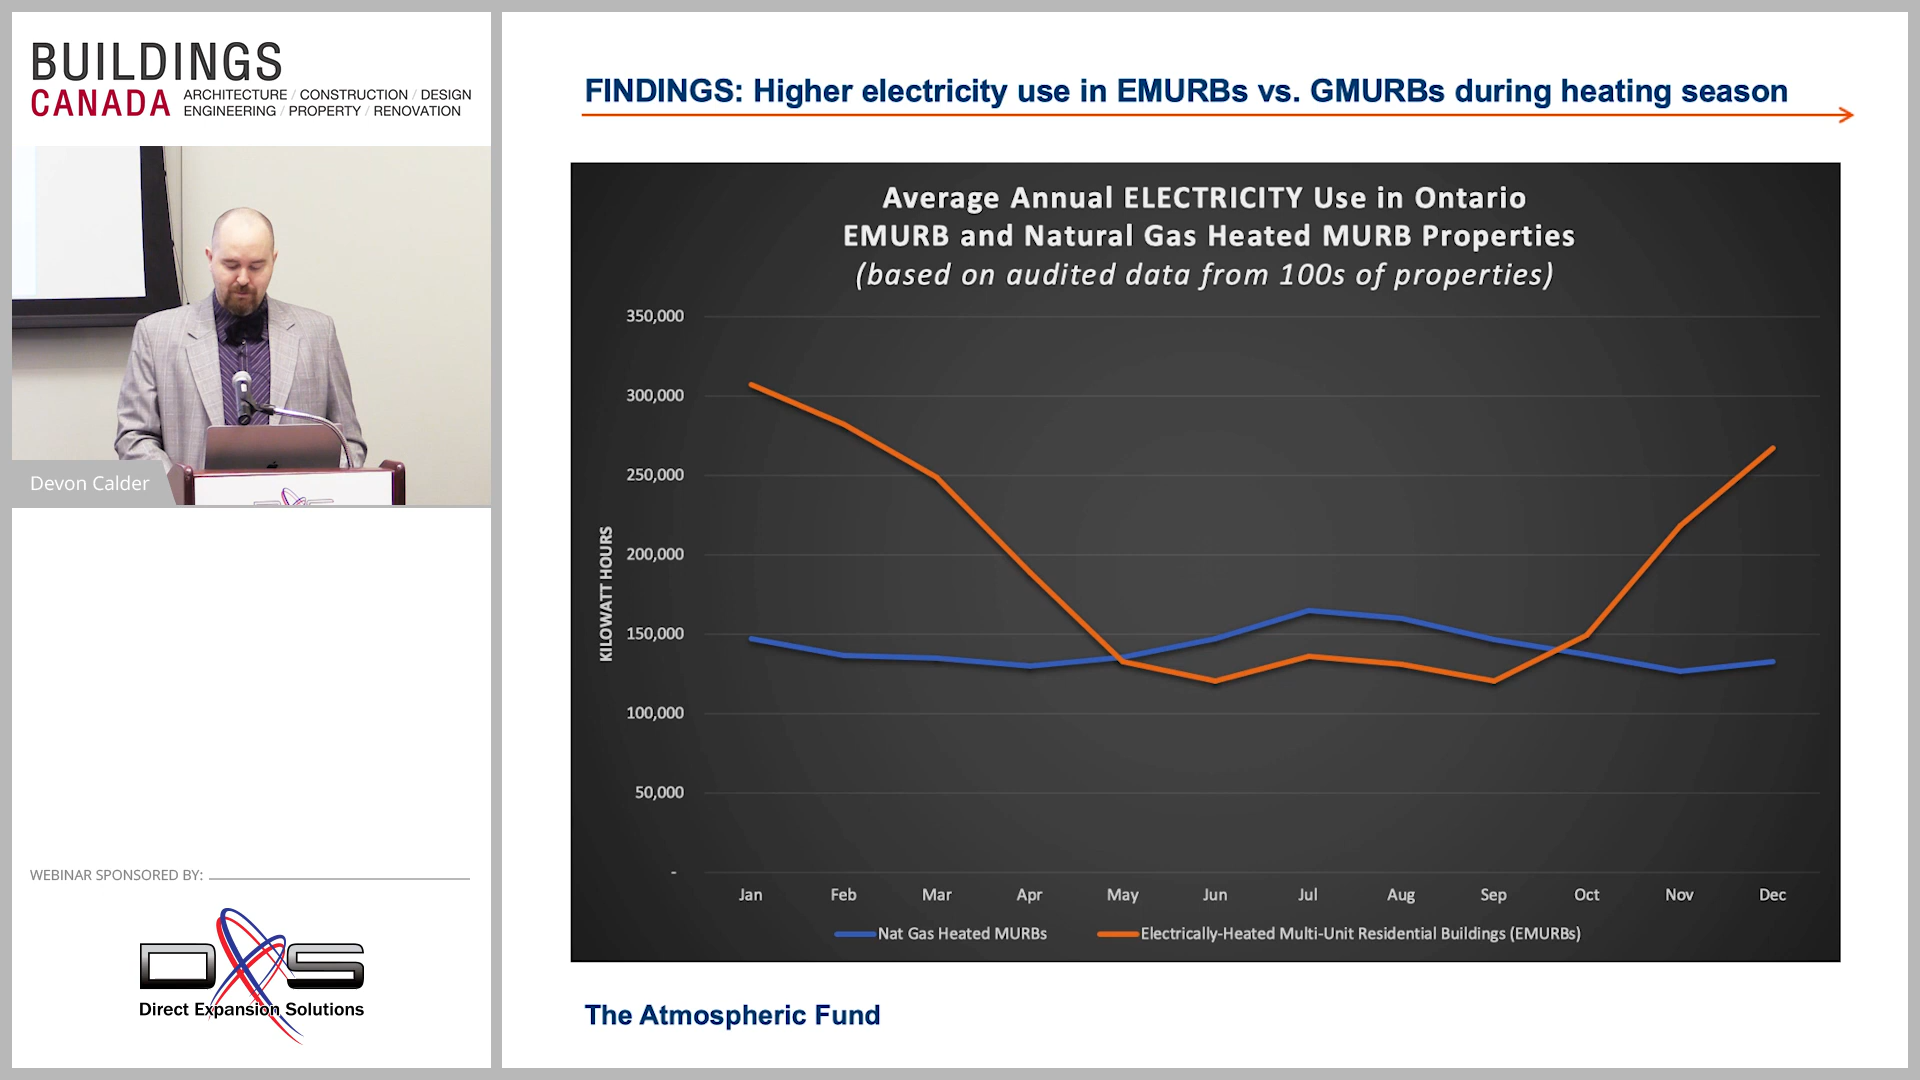 BUILDINGS
CANADA
ARCHITECTURE / CONSTRUCTION / DESIGN
ENGINEERING / PROPERTY / RENOVATION
Devon Calder
WEBINAR SPONSORED BY:
DXS
Direct Expansion Solutions
FINDINGS: Higher electricity use in EMURBs vs. GMURBs during heating season
Average Annual ELECTRICITY Use in Ontario
EMURB and Natural Gas Heated MURB Properties
(based on audited data from 100s of properties)
KILOWATT HOURS
350,000
300,000
250,000
200,000
150,000
100,000
50,000
-
Jan Feb Mar Apr May Jun Jul Aug Sep Oct Nov Dec
Nat Gas Heated MURBs Electrically-Heated Multi-Unit Residential Buildings (EMURBs)
The Atmospheric Fund